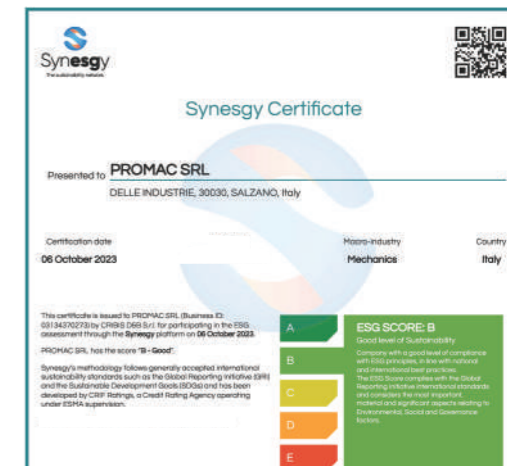 Synesgy
The sustainability network
Synesgy Certificate
Presented to PROMAC SRL
DELLE INDUSTRIE, 30030, SALZANO, Italy
Certification date
Macro-industry
Country
06 October 2023
Mechanics
Italy
This certificate is issued to PROMAC SRL (Business ID:
03134370273) by CRIBIS D&B S.r.l. for participating in the ESG
assessment through the Synesgy platform on 06 October 2023.
PROMAC SRL, has the score "B - Good".
Synesgy's methodology follows generally accepted international
sustainability standards such as the Global Reporting Initiative (GRI)
and the Sustainable Development Goals (SDGs) and has been
developed by CRIF Ratings, a Credit Rating Agency operating
under ESMA supervision.
A
B
C
D
E
ESG SCORE: B
Good level of Sustainability
Company with a good level of compliance
with ESG principles, in line with national
and international best practices.
The ESG Score complies with the Global
Reporting Initiative international standards
and considers the most important,
material and significant aspects relating to
Environmental, Social and Governance
factors.